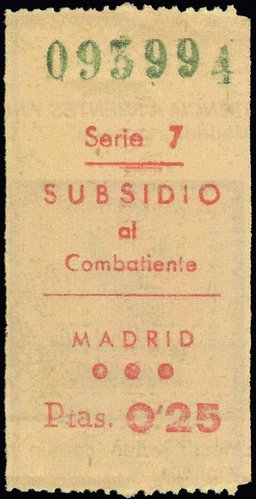 093994
Serie 7
SUBSIDIO
al
Combatiente
MADRID
Ptas. 0'25